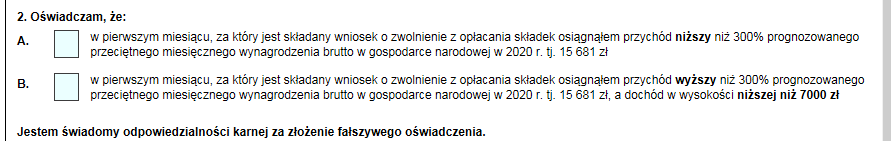 2. Oświadczam, że:
A. w pierwszym miesiącu, za który jest składany wniosek o zwolnienie z opłacania składek osiągnąłem przychód niższy niż 300% prognozowanego
przeciętnego miesięcznego wynagrodzenia brutto w gospodarce narodowej w 2020 r. tj. 15 681 zł
B. w pierwszym miesiącu, za który jest składany wniosek o zwolnienie z opłacania składek osiągnąłem przychód wyższy niż 300% prognozowanego
przeciętnego miesięcznego wynagrodzenia brutto w gospodarce narodowej w 2020 r. tj. 15 681 zł, a dochód w wysokości niższej niż 7000 zł
Jestem świadomy odpowiedzialności karnej za złożenie fałszywego oświadczenia.